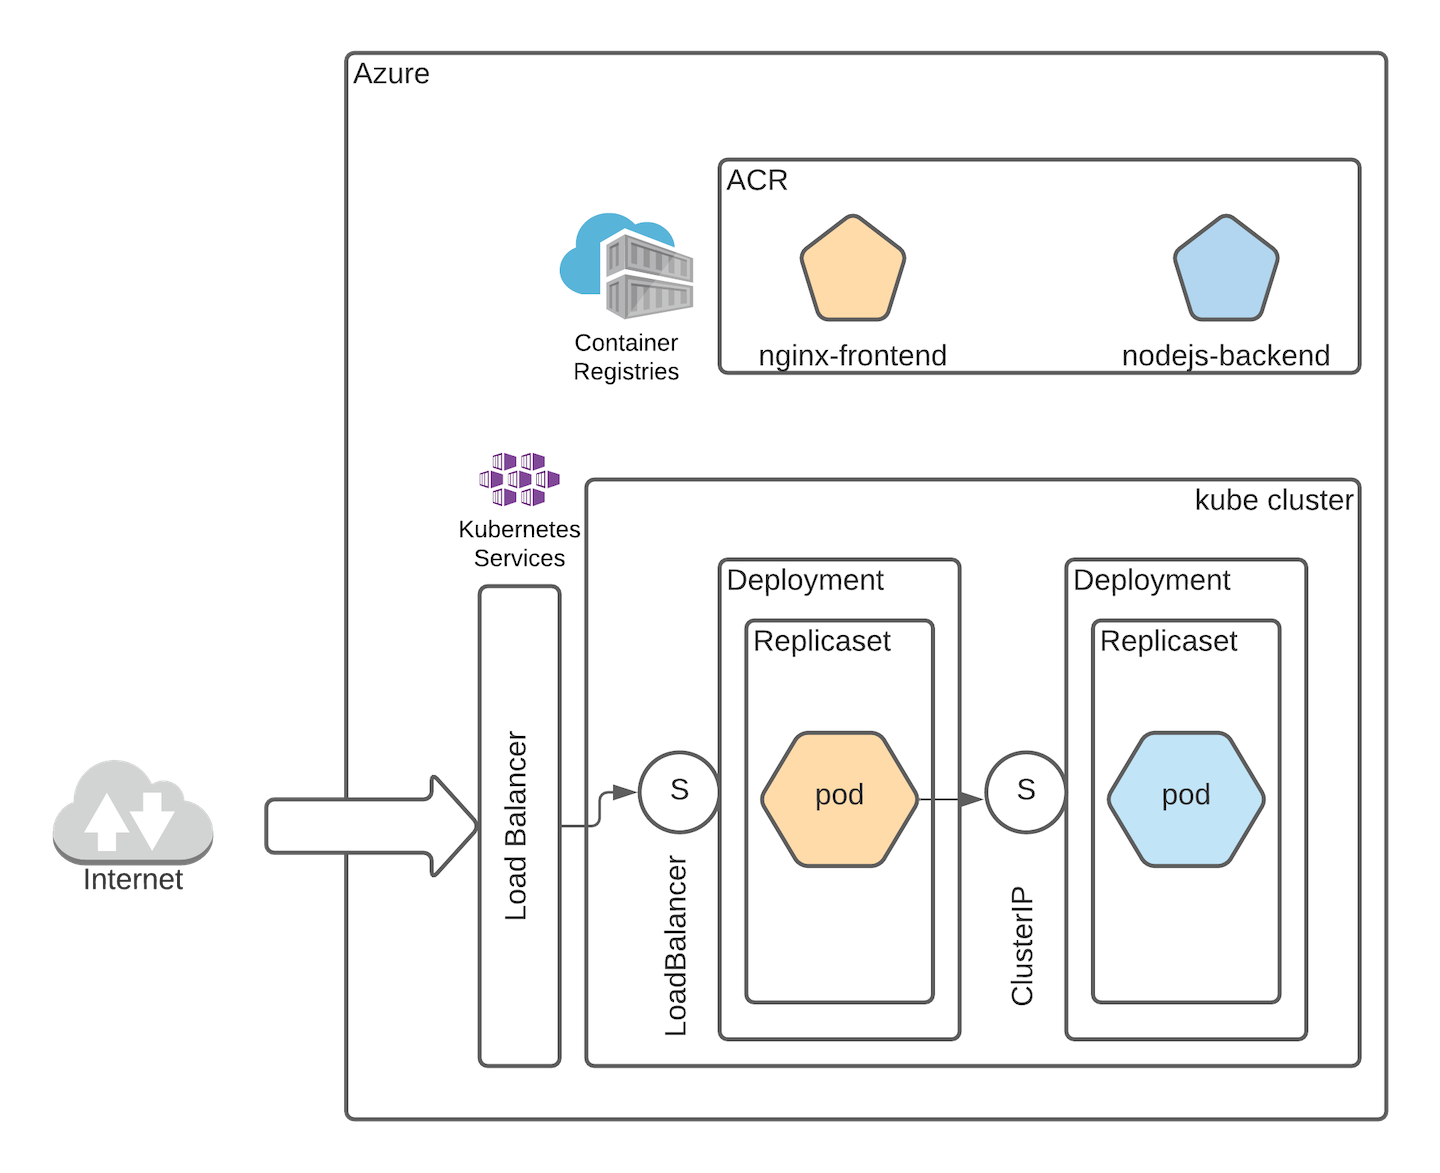 Azure
ACR
nginx-frontend
nodejs-backend
Container
Registries
Kubernetes
Services
kube cluster
Deployment
Replicaset
pod
Deployment
Replicaset
pod
Load Balancer
S
LoadBalancer
S
ClusterIP
Internet